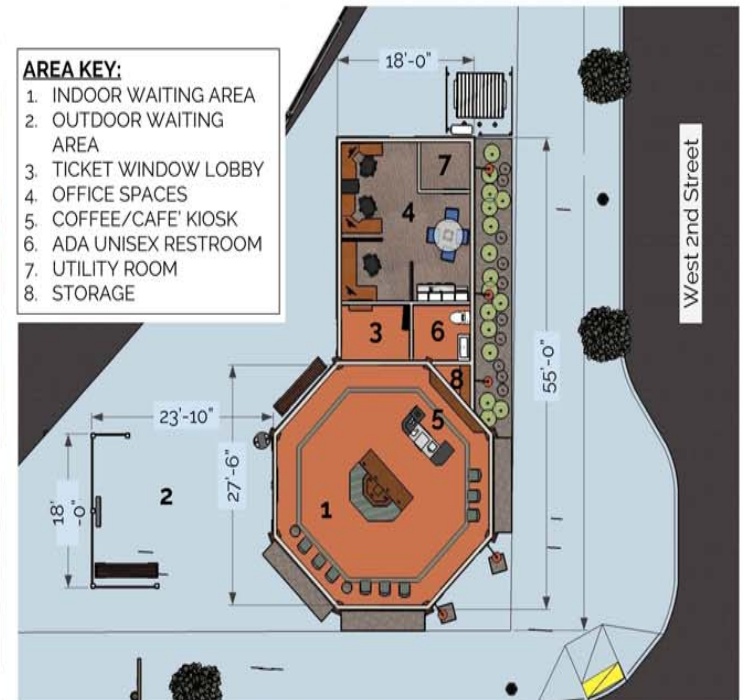 AREA KEY:
1. INDOOR WAITING AREA
2. OUTDOOR WAITING
AREA
3. TICKET WINDOW LOBBY
4. OFFICE SPACES
5. COFFEE/CAFE' KIOSK
6. ADA UNISEX RESTROOM
7. UTILITY ROOM
8. STORAGE
18'-0"
7
4
West 2nd Street
3
6
55'-0"
8
23'-10"
5
27'-6"
18'
-0"
2
1